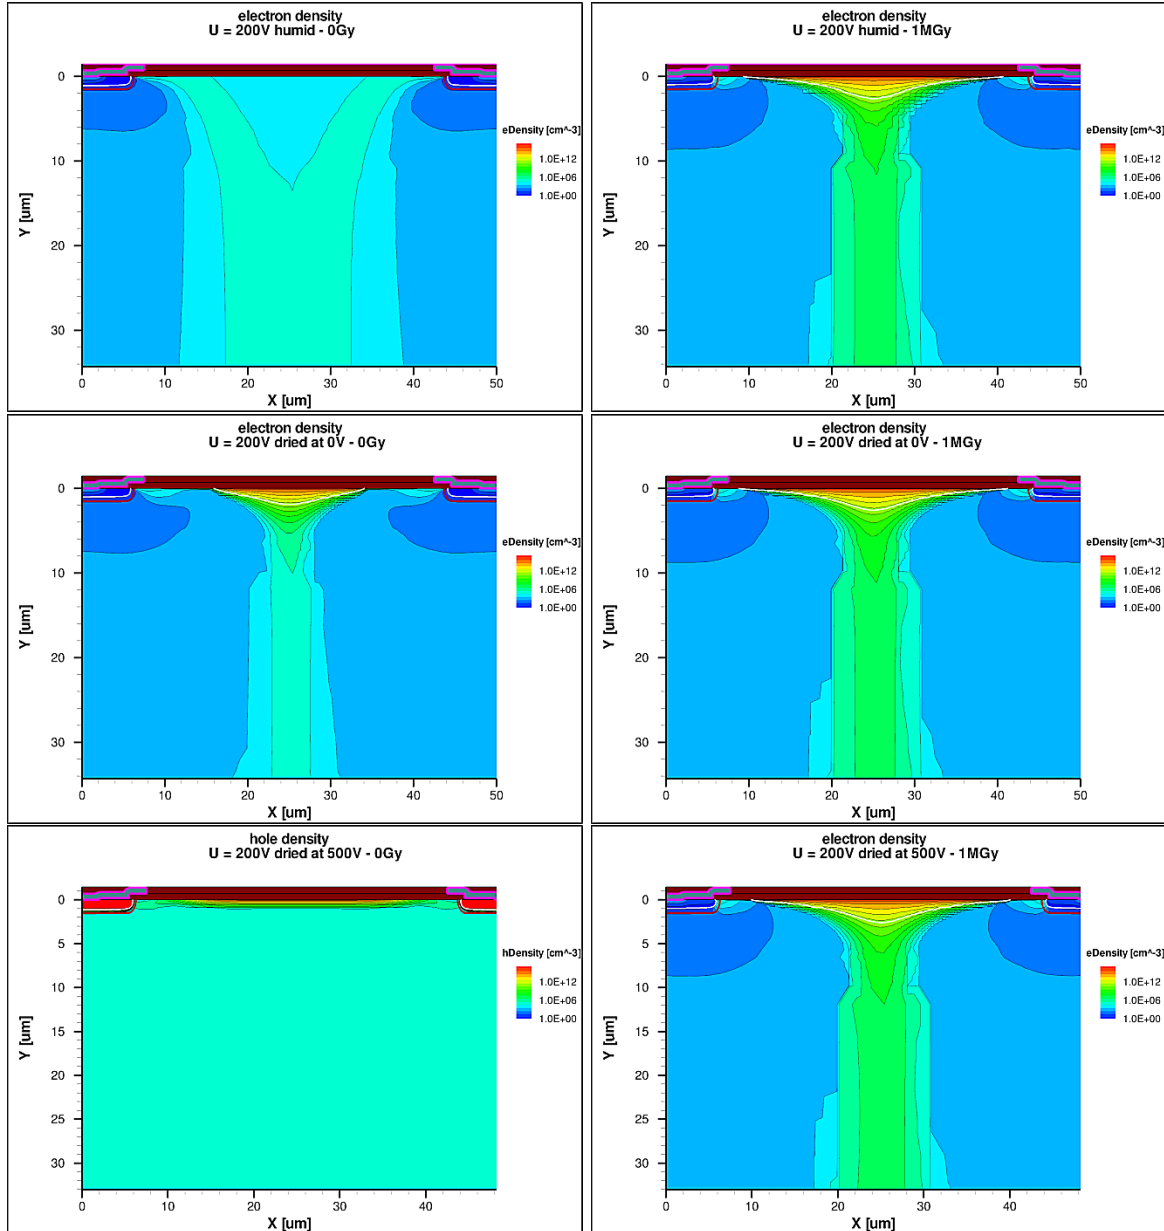 electron density
U = 200V humid - 0Gy
0
10
20
30
Y [um]
0
10
20
30
40
50
X [um]
eDensity [cm^-3]
1.0E+12
1.0E+06
1.0E+00
electron density
U = 200V humid - 1MGy
0
10
20
30
Y [um]
0
10
20
30
40
50
X [um]
eDensity [cm^-3]
1.0E+12
1.0E+06
1.0E+00
electron density
U = 200V dried at 0V - 0Gy
0
10
20
30
Y [um]
0
10
20
30
40
50
X [um]
eDensity [cm^-3]
1.0E+12
1.0E+06
1.0E+00
electron density
U = 200V dried at 0V - 1MGy
0
10
20
30
Y [um]
0
10
20
30
40
50
X [um]
eDensity [cm^-3]
1.0E+12
1.0E+06
1.0E+00
hole density
U = 200V dried at 500V - 0Gy
0
5
10
15
20
25
30
Y [um]
0
10
20
30
40
X [um]
hDensity [cm^-3]
1.0E+12
1.0E+06
1.0E+00
electron density
U = 200V dried at 500V - 1MGy
0
5
10
15
20
25
30
Y [um]
0
10
20
30
40
X [um]
eDensity [cm^-3]
1.0E+12
1.0E+06
1.0E+00